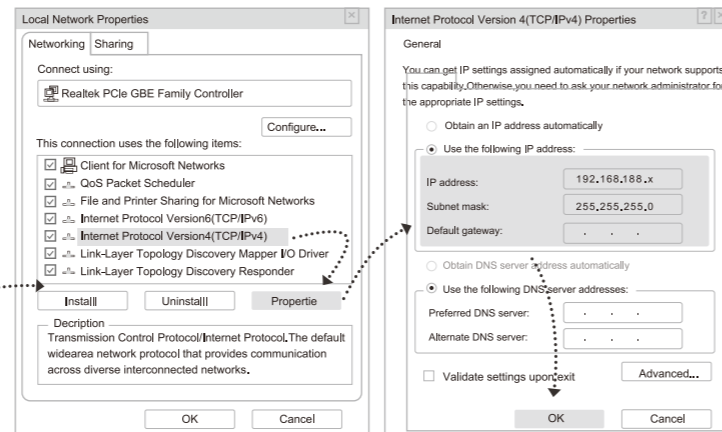 Local Network Properties
Networking Sharing
Connect using:
Realtek PCIe GBE Family Controller
Configure...
This connection uses the following items:
Client for Microsoft Networks
QoS Packet Scheduler
File and Printer Sharing for Microsoft Networks
Internet Protocol Version6(TCP/IPv6)
Internet Protocol Version4(TCP/IPv4)
Link-Layer Topology Discovery Mapper I/O Driver
Link-Layer Topology Discovery Responder
Install Uninstalll Propertie
Decription
Transmission Control Protocol/Internet Protocol.The default
widearea network protocol that provides communication
across diverse interconnected networks.
OK Cancel
Internet Protocol Version 4(TCP/IPv4) Properties
General
You can get IP settings assigned automatically if your network supports
this capability.Otherwise,you need to ask your network administrator for
the appropriate IP settings.
Obtain an IP address automatically
Use the following IP address:
IP address: 192.168.188.x
Subnet mask: 255.255.255.0
Default gateway: . . .
Obtain DNS server address automatically
Use the following DNS server addresses:
Preferred DNS server: . . .
Alternate DNS server: . . .
Validate settings upon exit Advanced...
OK Cancel